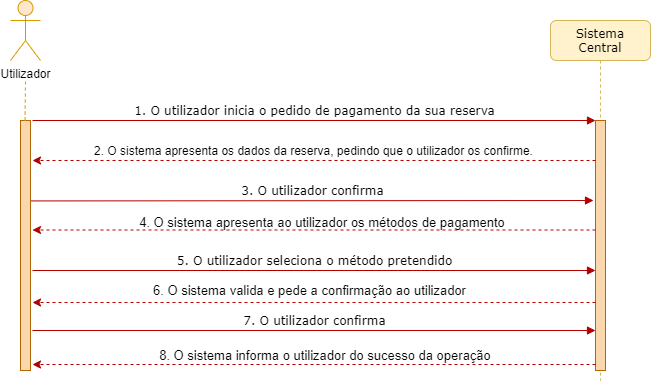 Sistema
Central
Utilizador
1. O utilizador inicia o pedido de pagamento da sua reserva
2. O sistema apresenta os dados da reserva, pedindo que o utilizador os confirme.
3. O utilizador confirma
4. O sistema apresenta ao utilizador os métodos de pagamento
5. O utilizador seleciona o método pretendido
6. O sistema valida e pede a confirmação ao utilizador
7. O utilizador confirma
8. O sistema informa o utilizador do sucesso da operação